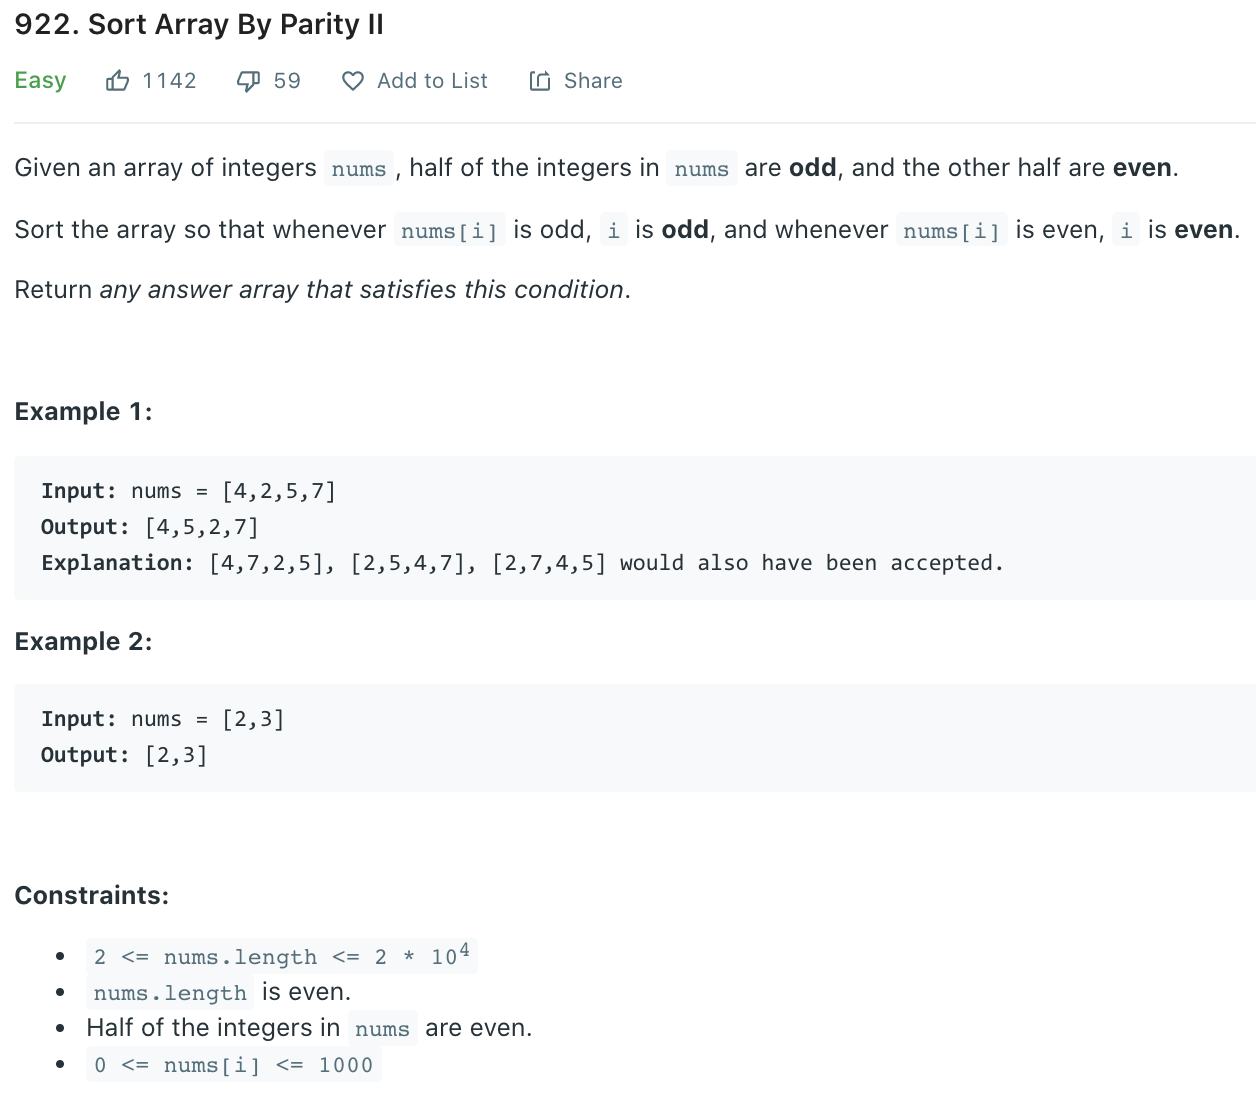 922. Sort Array By Parity II
Easy 1142 59 Add to List Share
Given an array of integers nums , half of the integers in nums are odd, and the other half are even.
Sort the array so that whenever nums[i] is odd, i is odd, and whenever nums[i] is even, i is even.
Return any answer array that satisfies this condition.
Example 1:
Input: nums = [4,2,5,7]
Output: [4,5,2,7]
Explanation: [4,7,2,5], [2,5,4,7], [2,7,4,5] would also have been accepted.
Example 2:
Input: nums = [2,3]
Output: [2,3]
Constraints:
• 2 <= nums.length <= 2 * 10⁴
• nums.length is even.
• Half of the integers in nums are even.
• 0 <= nums[i] <= 1000